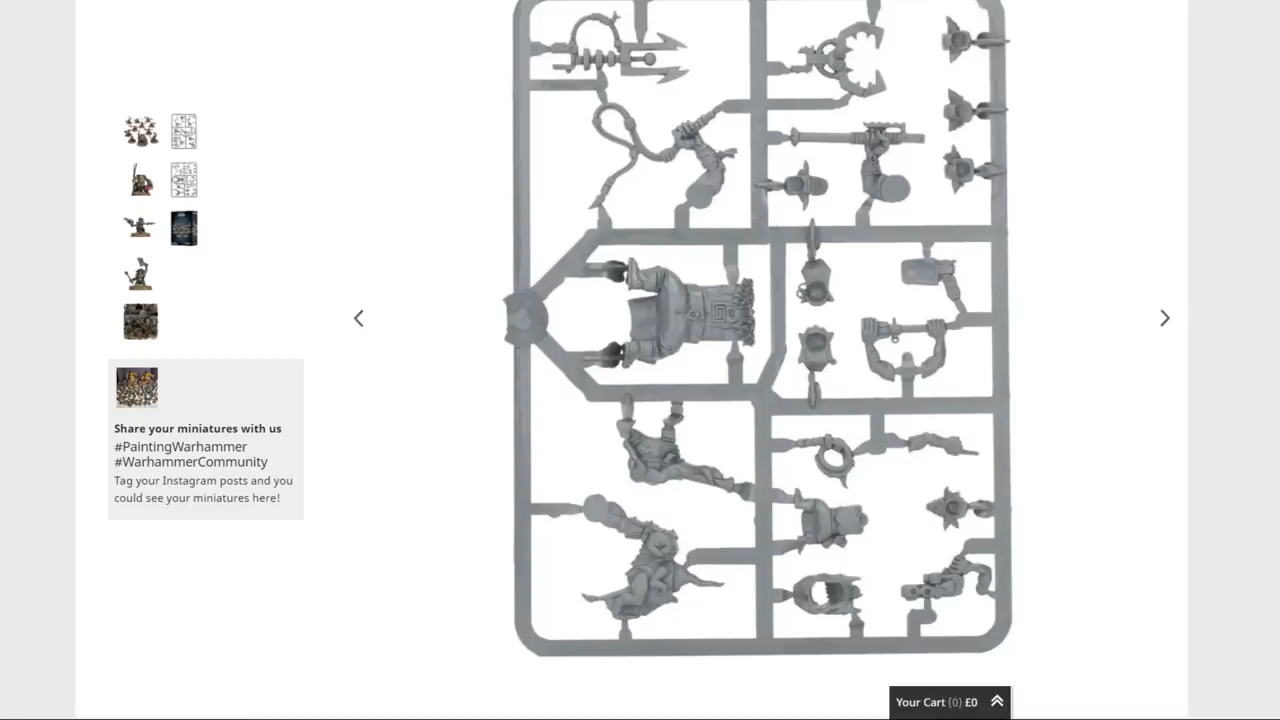 Share your miniatures with us
#PaintingWarhammer
#WarhammerCommunity
Tag your Instagram posts and you
could see your miniatures here!
Your Cart (0) £0